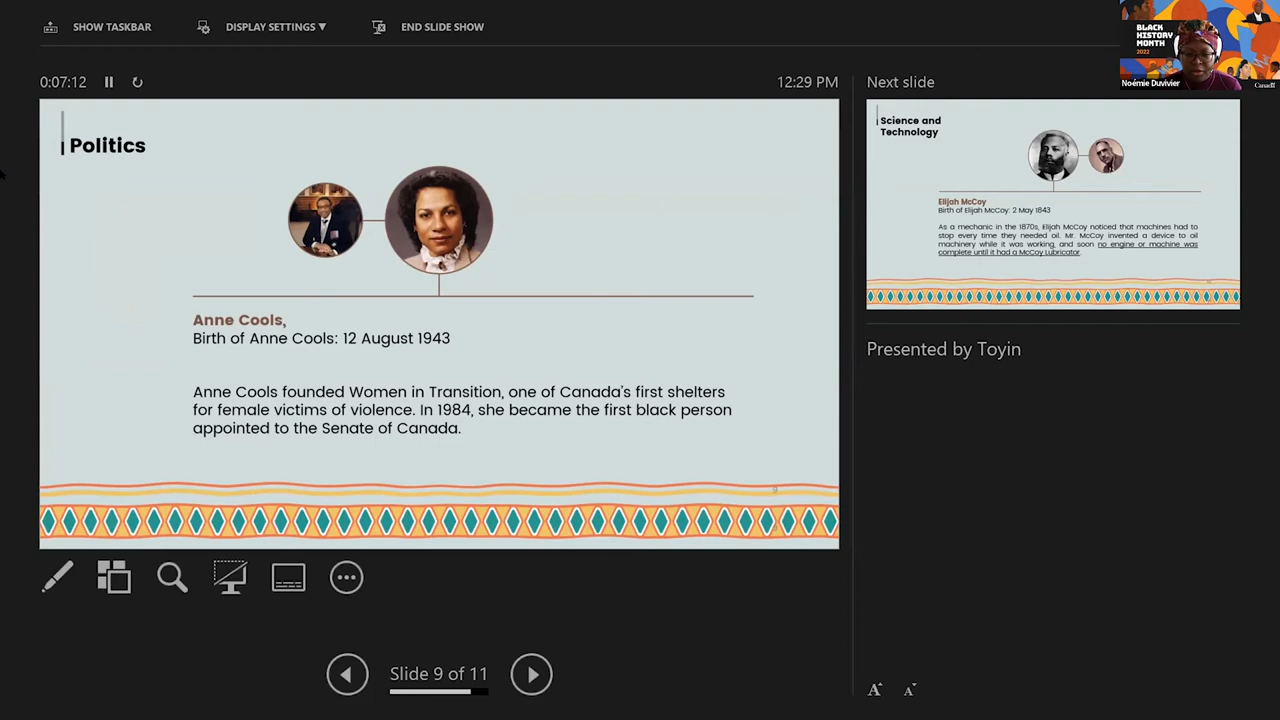 SHOW TASKBAR
DISPLAY SETTINGS ▼
END SLIDE SHOW
BLACK
HISTORY
MONTH
2022
Noémie Duvivier
Canada
0:07:12
12:29 PM
Next slide
Politics
Anne Cools,
Birth of Anne Cools: 12 August 1943
Anne Cools founded Women in Transition, one of Canada's first shelters
for female victims of violence. In 1984, she became the first black person
appointed to the Senate of Canada.
9
Science and
Technology
Elijah McCoy
Birth of Elijah McCoy: 2 May 1843
As a mechanic in the 1870s, Elijah McCoy noticed that machines had to
stop every time they needed oil. Mr. McCoy invented a device to oil
machinery while it was working, and soon no engine or machine was
complete until it had a McCoy Lubricator.
Presented by Toyin
Slide 9 of 11
A A